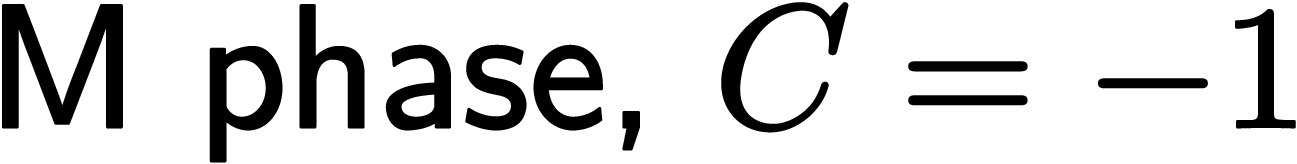 M phase, C = −1